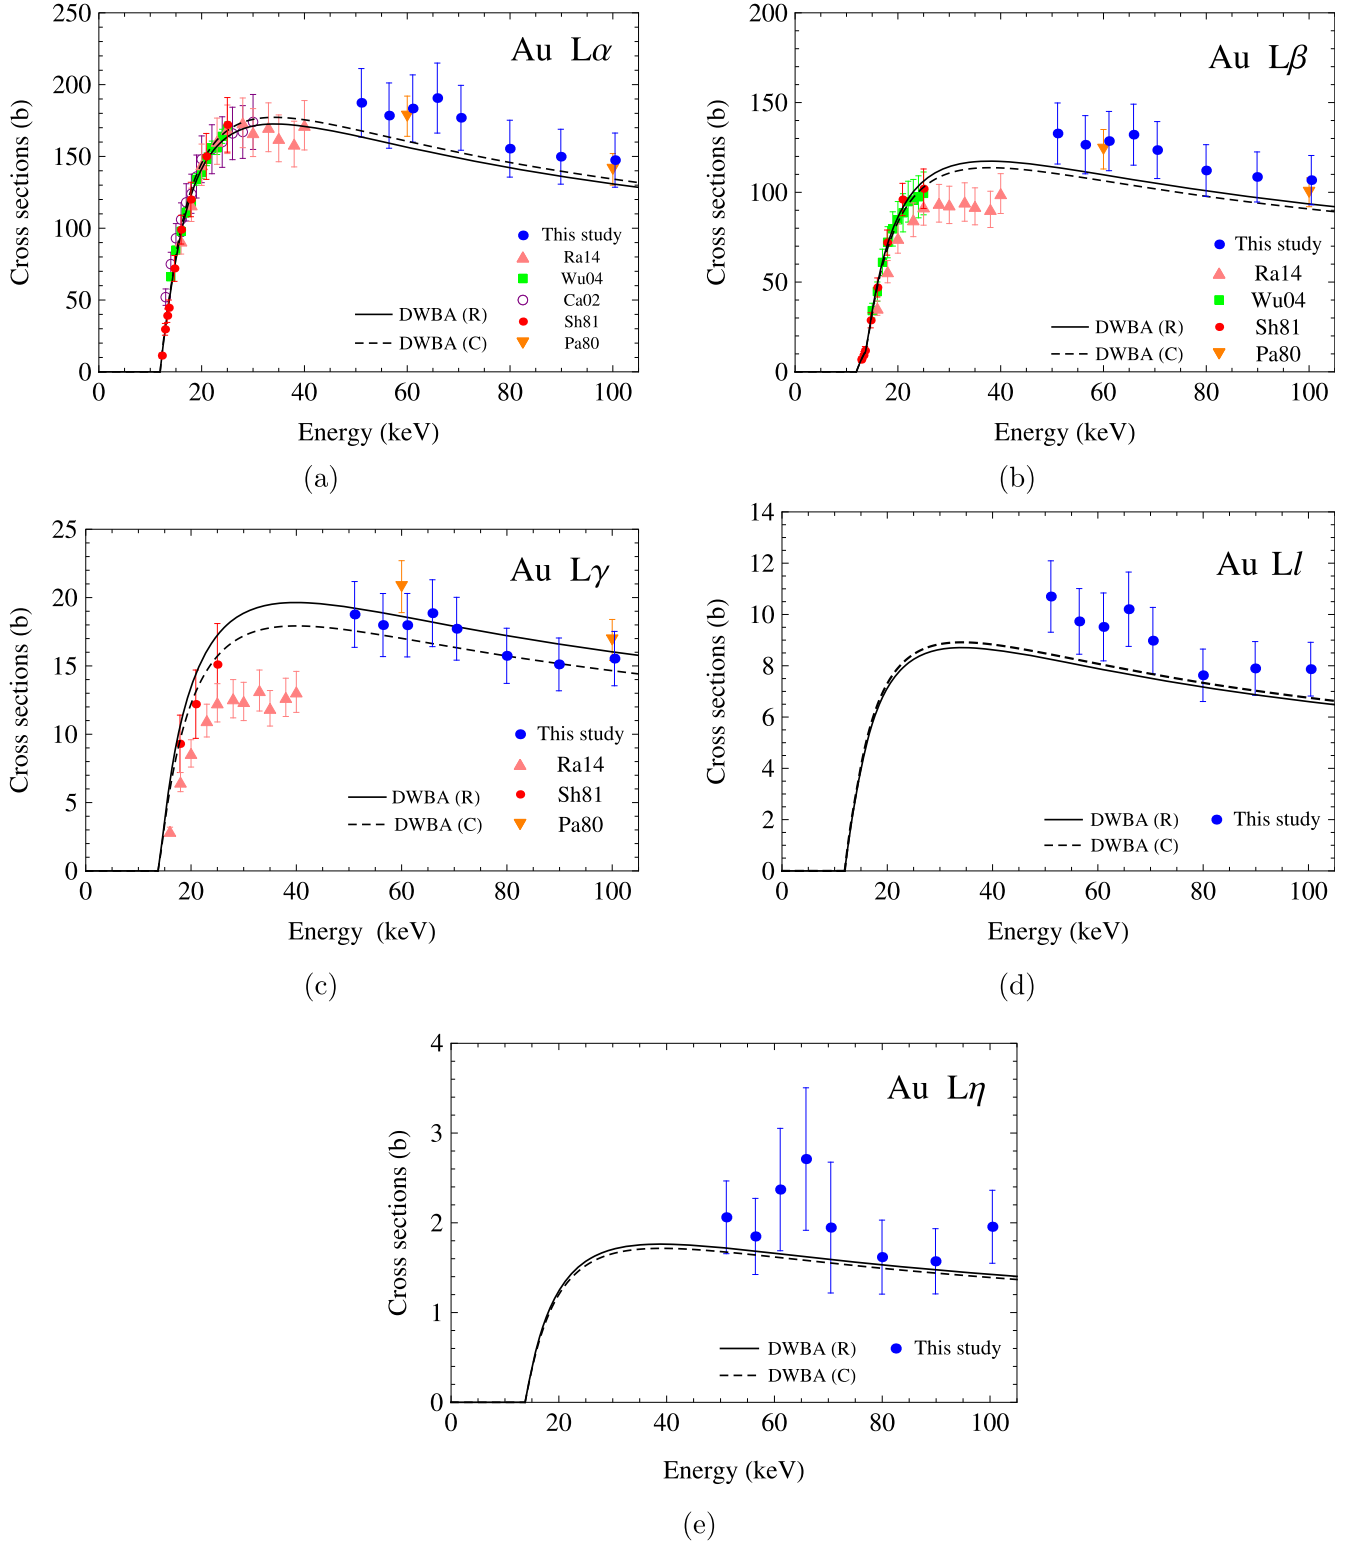 Au Lα
Cross sections (b)
250
200
150
100
50
0
0 20 40 60 80 100
Energy (keV)
DWBA (R)
DWBA (C)
This study
Ra14
Wu04
Ca02
Sh81
Pa80
(a)
Au Lβ
Cross sections (b)
200
150
100
50
0
0 20 40 60 80 100
Energy (keV)
DWBA (R)
DWBA (C)
This study
Ra14
Wu04
Sh81
Pa80
(b)
Au Lγ
Cross sections (b)
25
20
15
10
5
0
0 20 40 60 80 100
Energy (keV)
DWBA (R)
DWBA (C)
This study
Ra14
Sh81
Pa80
(c)
Au Ll
Cross sections (b)
14
12
10
8
6
4
2
0
0 20 40 60 80 100
Energy (keV)
DWBA (R)
DWBA (C)
This study
(d)
Au Lη
Cross sections (b)
4
3
2
1
0
0 20 40 60 80 100
Energy (keV)
DWBA (R)
DWBA (C)
This study
(e)